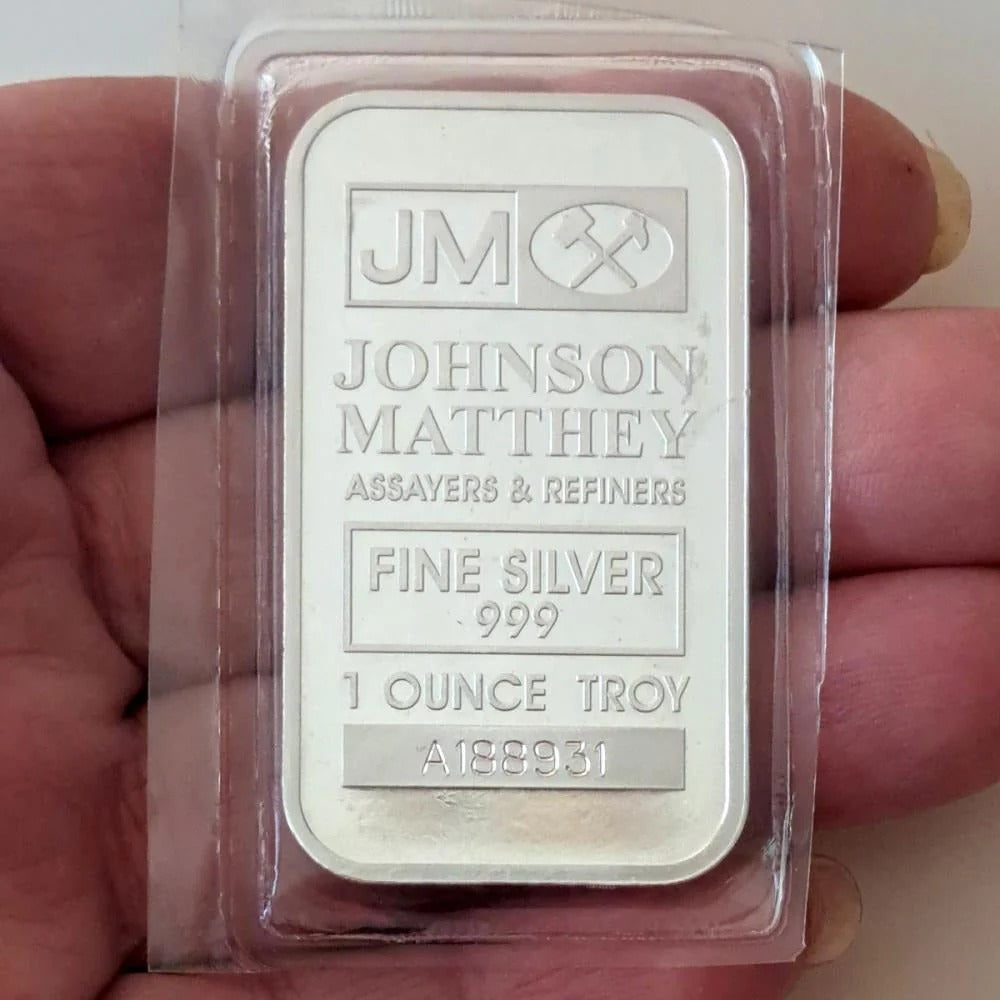 JM
JOHNSON
MATTHEY
ASSAYERS & REFINERS
FINE SILVER
999
1 OUNCE TROY
A188931